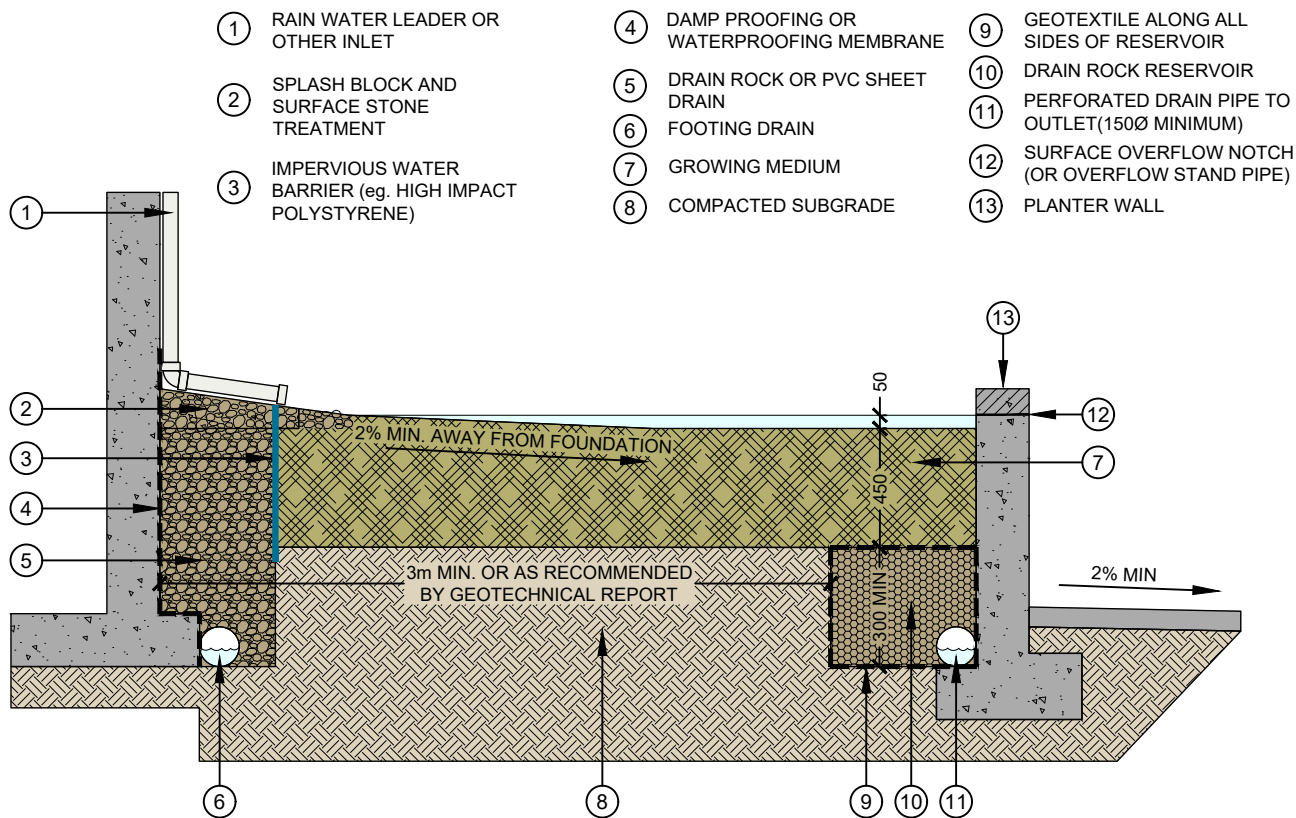 1 RAIN WATER LEADER OR
OTHER INLET
2 SPLASH BLOCK AND
SURFACE STONE
TREATMENT
3 IMPERVIOUS WATER
BARRIER (eg. HIGH IMPACT
POLYSTYRENE)
4 DAMP PROOFING OR
WATERPROOFING MEMBRANE
5 DRAIN ROCK OR PVC SHEET
DRAIN
6 FOOTING DRAIN
7 GROWING MEDIUM
8 COMPACTED SUBGRADE
9 GEOTEXTILE ALONG ALL
SIDES OF RESERVOIR
10 DRAIN ROCK RESERVOIR
11 PERFORATED DRAIN PIPE TO
OUTLET(150Ø MINIMUM)
12 SURFACE OVERFLOW NOTCH
(OR OVERFLOW STAND PIPE)
13 PLANTER WALL
1
13
50
2
12
2% MIN. AWAY FROM FOUNDATION
3
7
450
4
5
3m MIN. OR AS RECOMMENDED
BY GEOTECHNICAL REPORT
300 MIN
2% MIN
6
8
9
10
11